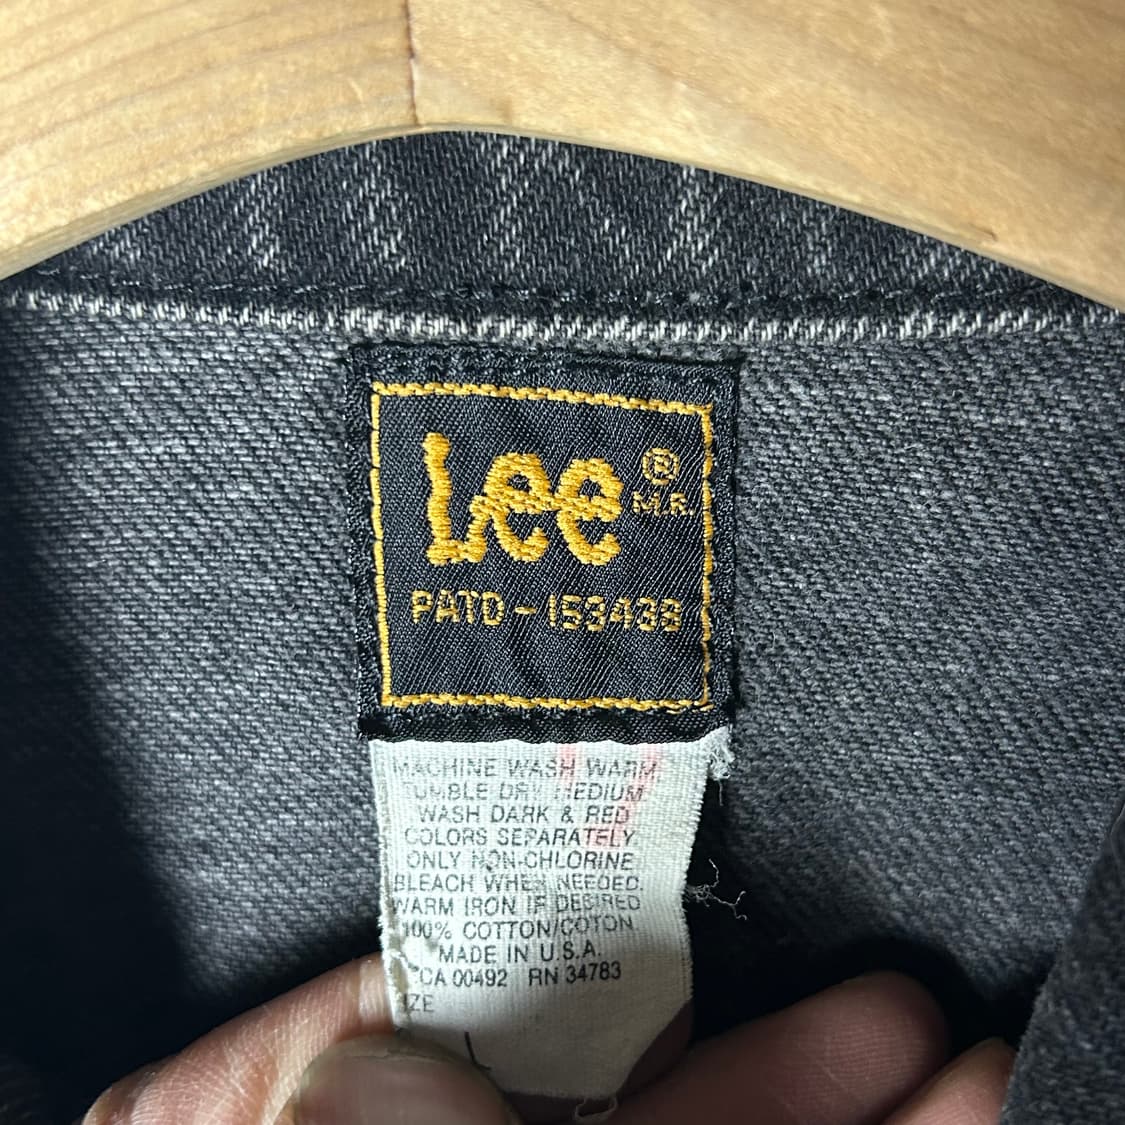 Lee ® M.R.
PATD-153438
MACHINE WASH WARM
TUMBLE DRY MEDIUM
WASH DARK & RED
COLORS SEPARATELY.
ONLY NON-CHLORINE
BLEACH WHEN NEEDED.
WARM IRON IF DESIRED
100% COTTON/COTON
MADE IN U.S.A.
CA 00492 RN 34783
IZE
L